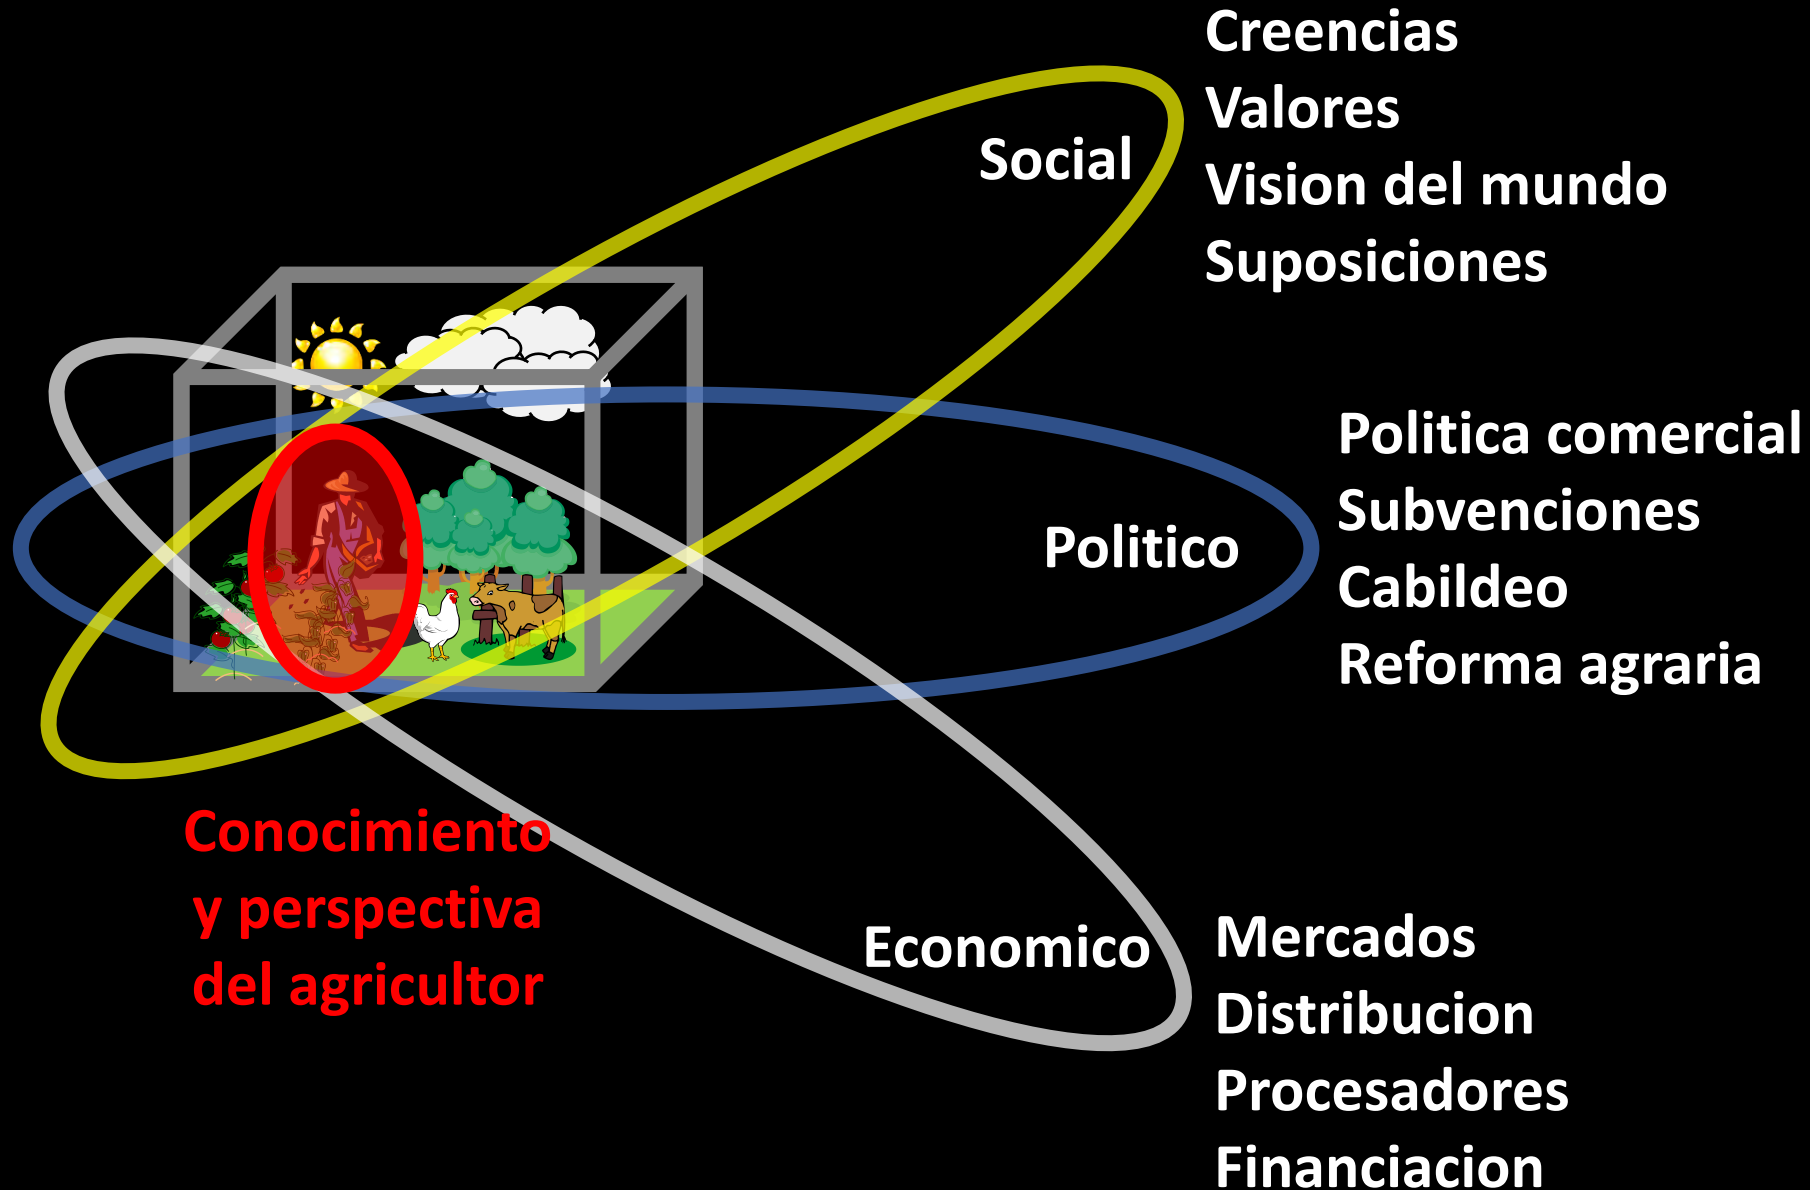 Creencias
Valores
Vision del mundo
Suposiciones
Social
Politica comercial
Subvenciones
Cabildeo
Reforma agraria
Politico
Conocimiento
y perspectiva
del agricultor
Economico
Mercados
Distribucion
Procesadores
Financiacion